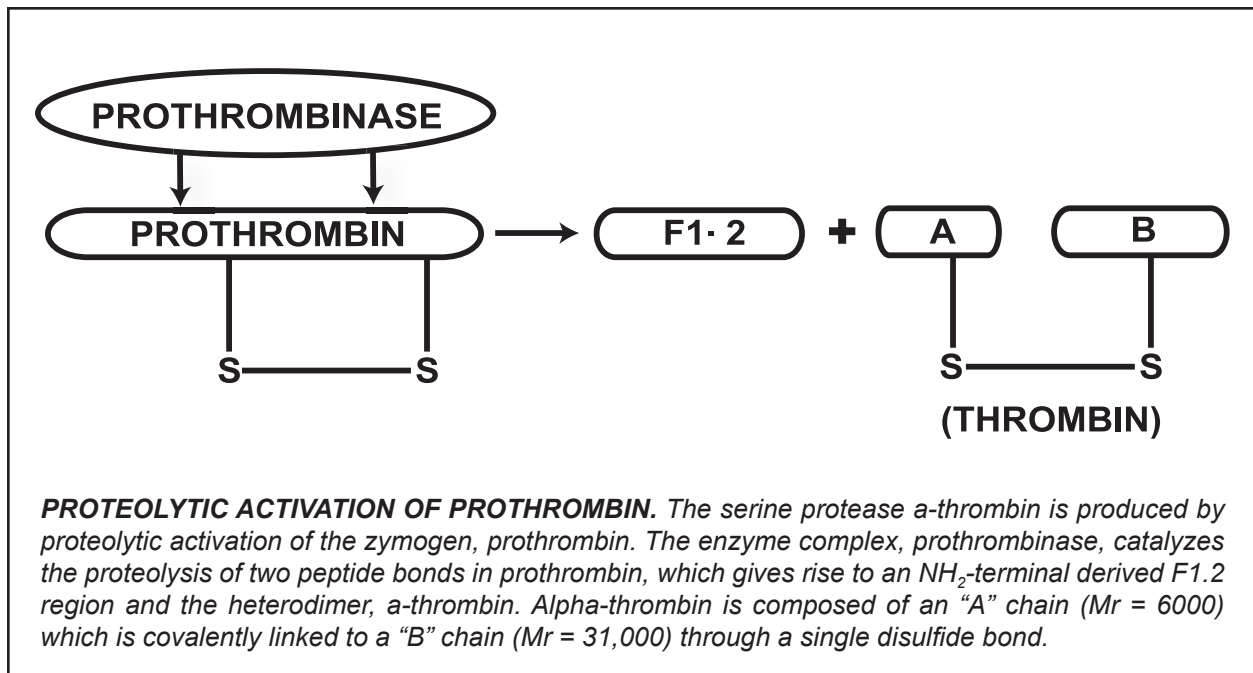 PROTHROMBINASE
PROTHROMBIN
F1· 2
+
A
B
S
S
S
S
(THROMBIN)
PROTEOLYTIC ACTIVATION OF PROTHROMBIN. The serine protease a-thrombin is produced by
proteolytic activation of the zymogen, prothrombin. The enzyme complex, prothrombinase, catalyzes
the proteolysis of two peptide bonds in prothrombin, which gives rise to an NH₂-terminal derived F1.2
region and the heterodimer, a-thrombin. Alpha-thrombin is composed of an “A” chain (Mr = 6000)
which is covalently linked to a “B” chain (Mr = 31,000) through a single disulfide bond.